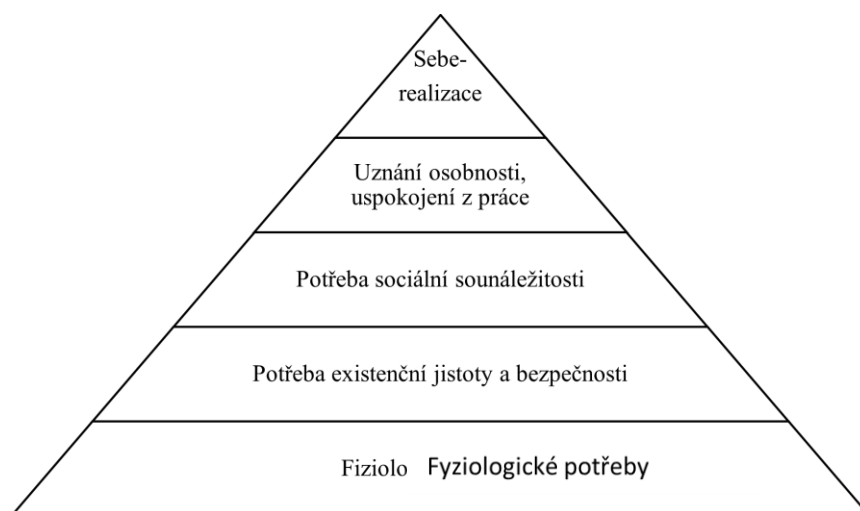 Sebe-
realizace
Uznání osobnosti,
uspokojení z práce
Potřeba sociální sounáležitosti
Potřeba existenční jistoty a bezpečnosti
Fiziolo Fyziologické potřeby